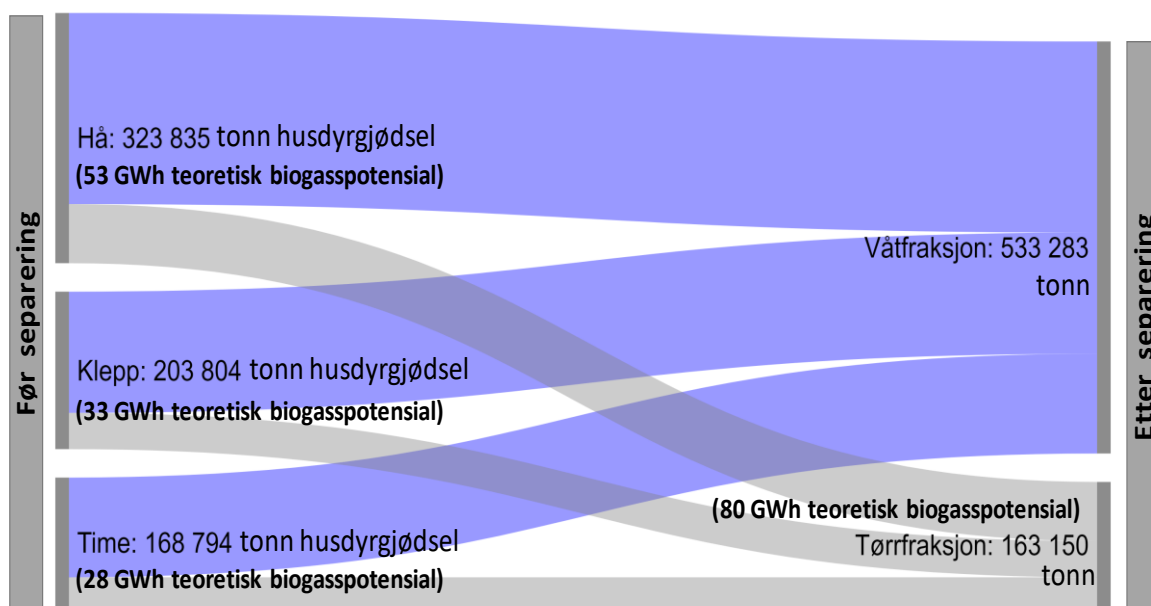 Før separering
Hå: 323 835 tonn husdyrgjødsel
(53 GWh teoretisk biogasspotensial)
Klepp: 203 804 tonn husdyrgjødsel
(33 GWh teoretisk biogasspotensial)
Time: 168 794 tonn husdyrgjødsel
(28 GWh teoretisk biogasspotensial)
Våtfraksjon: 533 283
tonn
(80 GWh teoretisk biogasspotensial)
Tørrfraksjon: 163 150
tonn
Etter separering